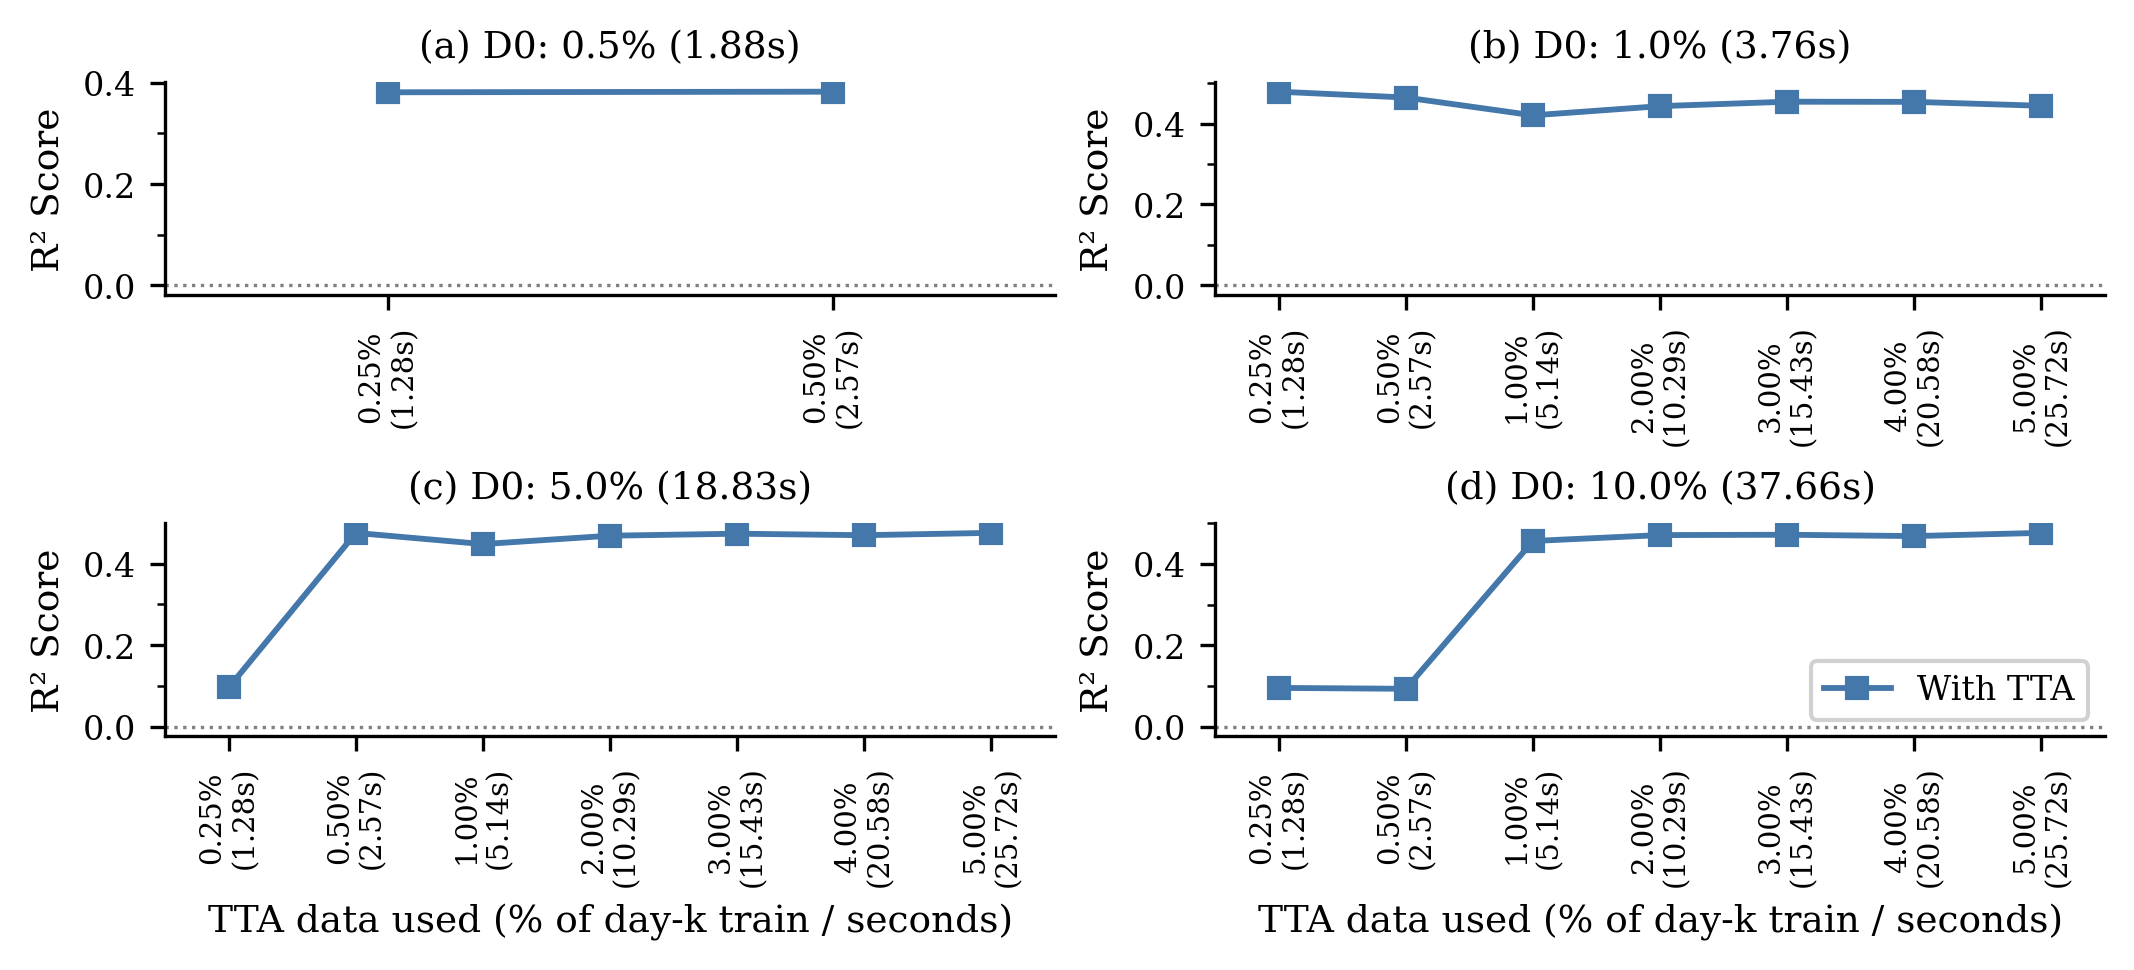 (a) D0: 0.5% (1.88s)
R² Score
0.4
0.2
0.0
0.25%
(1.28s)
0.50%
(2.57s)
(b) D0: 1.0% (3.76s)
R² Score
0.4
0.2
0.0
0.25%
(1.28s)
0.50%
(2.57s)
1.00%
(5.14s)
2.00%
(10.29s)
3.00%
(15.43s)
4.00%
(20.58s)
5.00%
(25.72s)
(c) D0: 5.0% (18.83s)
R² Score
0.4
0.2
0.0
0.25%
(1.28s)
0.50%
(2.57s)
1.00%
(5.14s)
2.00%
(10.29s)
3.00%
(15.43s)
4.00%
(20.58s)
5.00%
(25.72s)
TTA data used (% of day-k train / seconds)
(d) D0: 10.0% (37.66s)
R² Score
0.4
0.2
0.0
With TTA
0.25%
(1.28s)
0.50%
(2.57s)
1.00%
(5.14s)
2.00%
(10.29s)
3.00%
(15.43s)
4.00%
(20.58s)
5.00%
(25.72s)
TTA data used (% of day-k train / seconds)